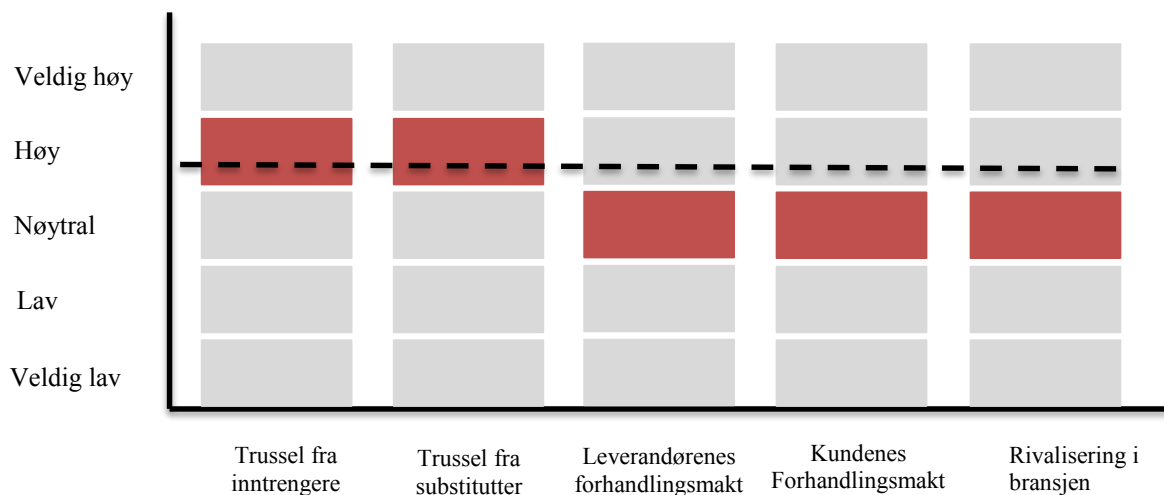 Veldig høy
Høy
Nøytral
Lav
Veldig lav
Trussel fra
inntrengere
Trussel fra
substitutter
Leverandørenes
forhandlingsmakt
Kundenes
Forhandlingsmakt
Rivalisering i
bransjen